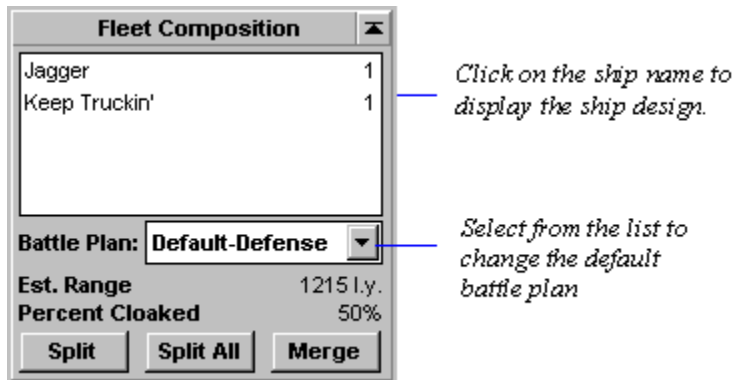 Fleet Composition
Jagger 1
Keep Truckin' 1
Click on the ship name to
display the ship design.
Battle Plan: Default-Defense
Select from the list to
change the default
battle plan
Est. Range 1215 l.y.
Percent Cloaked 50%
Split Split All Merge